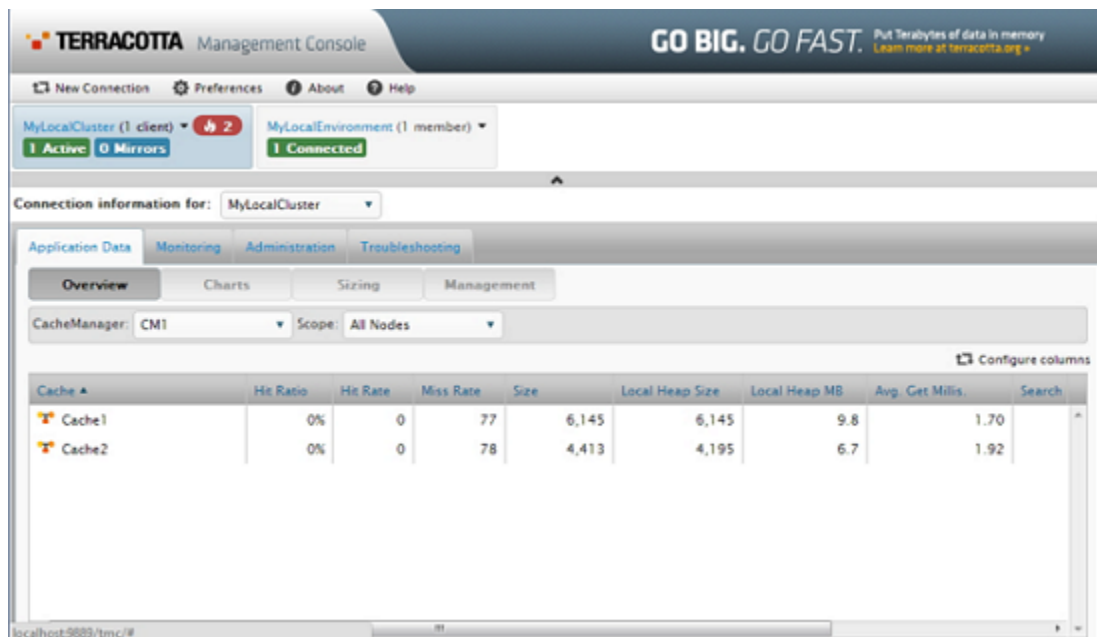 TERRACOTTA Management Console
GO BIG. GO FAST. Put Terabytes of data in memory
Learn more at terracotta.org »
New Connection Preferences About Help
MyLocalCluster (1 client) 2 MyLocalEnvironment (1 member)
1 Active 0 Mirrors 1 Connected
Connection information for: MyLocalCluster
Application Data Monitoring Administration Troubleshooting
Overview Charts Sizing Management
CacheManager: CM1 Scope: All Nodes
Configure columns
Cache Hit Ratio Hit Rate Miss Rate Size Local Heap Size Local Heap MB Avg. Get Millis. Search
Cache1 0% 0 77 6,145 6,145 9.8 1.70
Cache2 0% 0 78 4,413 4,195 6.7 1.92
localhost:9889/tmc/#